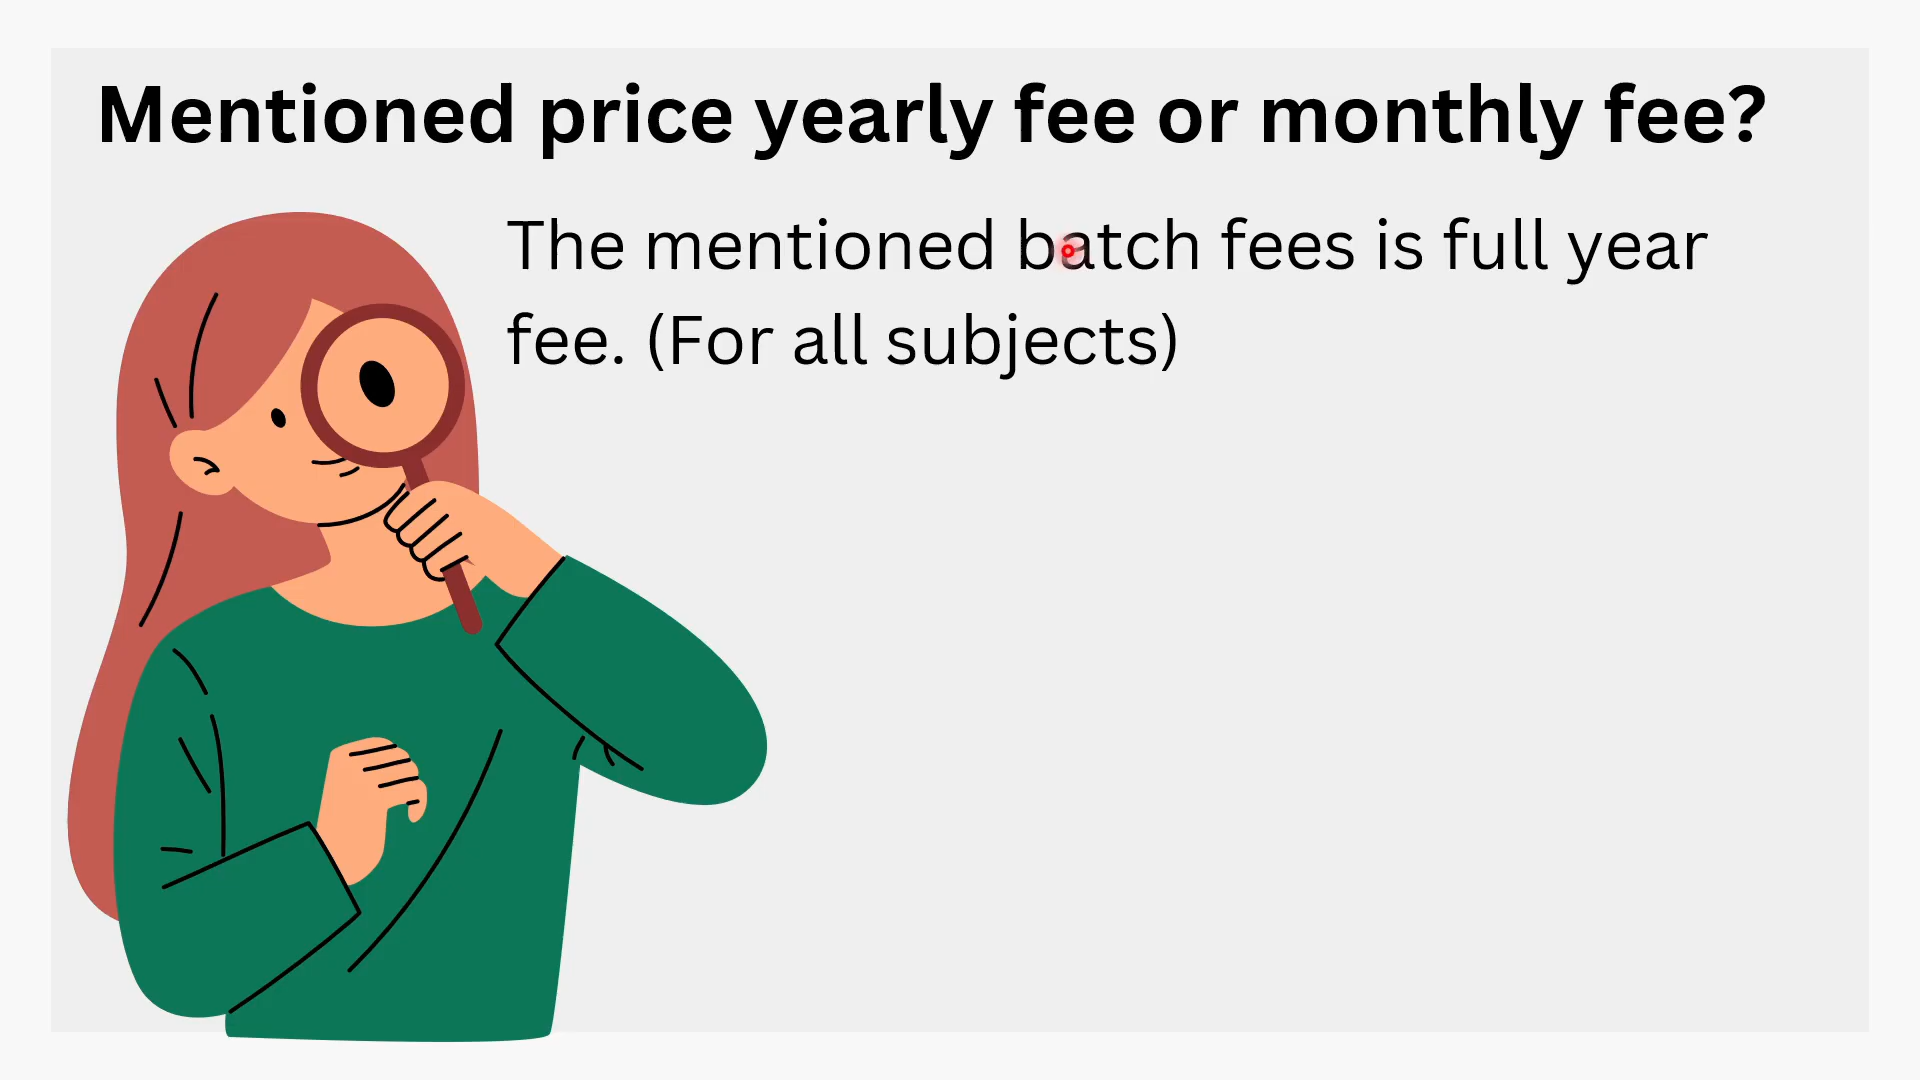 Mentioned price yearly fee or monthly fee?
The mentioned batch fees is full year
fee. (For all subjects)